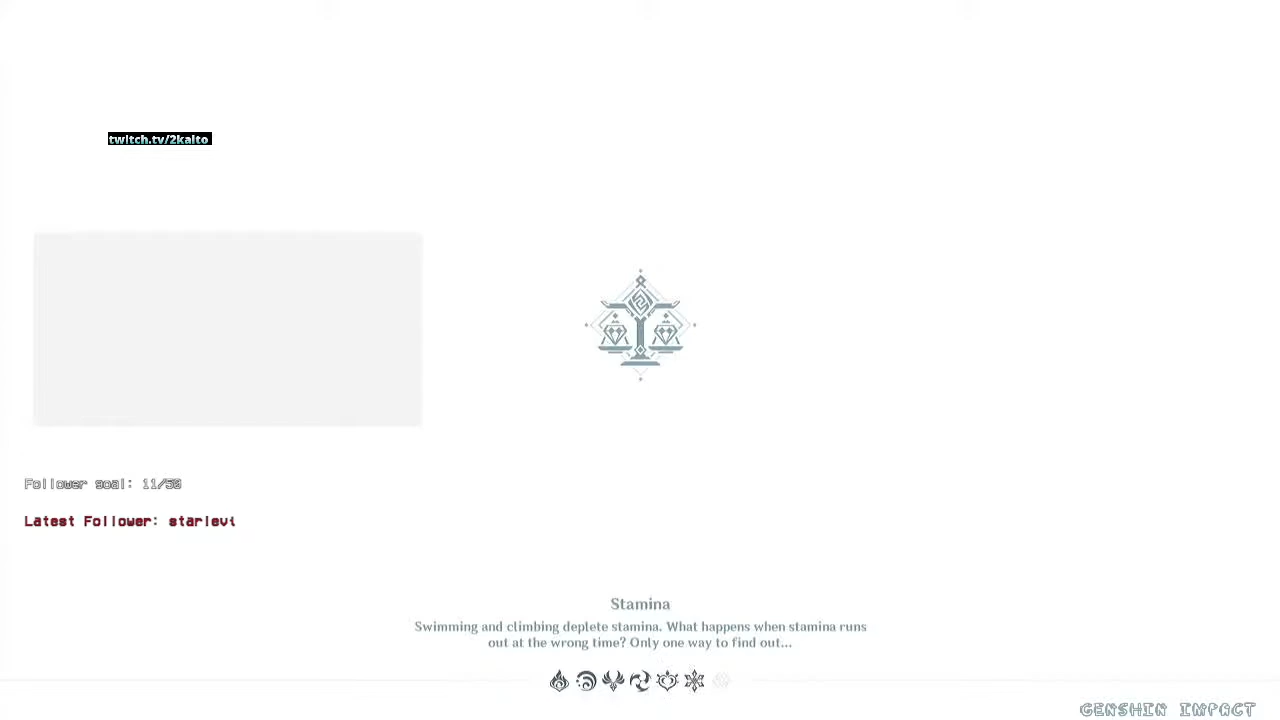 twitch.tv/2kaito
Follower goal: 11/50
Latest Follower: starlevi
Stamina
Swimming and climbing deplete stamina. What happens when stamina runs
out at the wrong time? Only one way to find out...
GENSHIN IMPACT